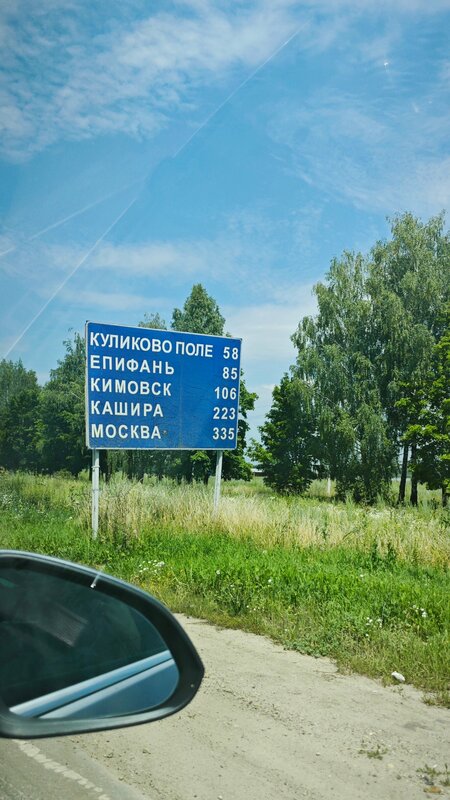 КУЛИКОВО ПОЛЕ 58
ЕПИФАНЬ 85
КИМОВСК 106
КАШИРА 223
МОСКВА 335